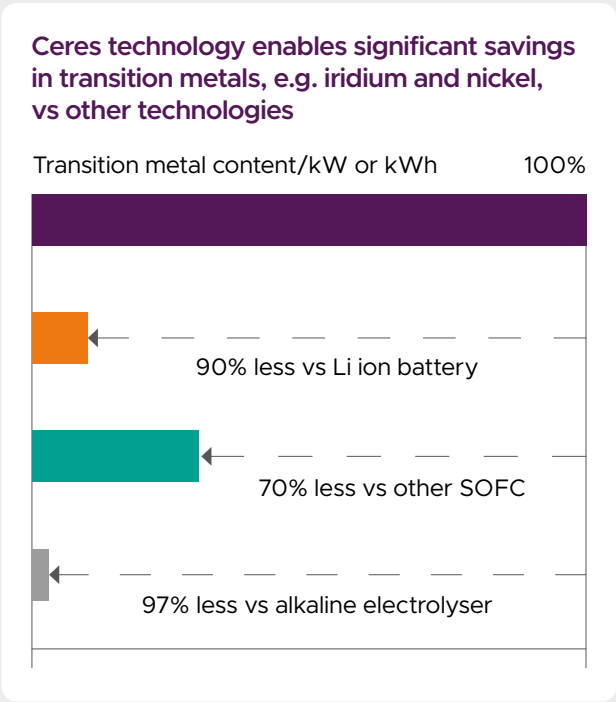 Ceres technology enables significant savings
in transition metals, e.g. iridium and nickel,
vs other technologies
Transition metal content/kW or kWh 100%
90% less vs Li ion battery
70% less vs other SOFC
97% less vs alkaline electrolyser